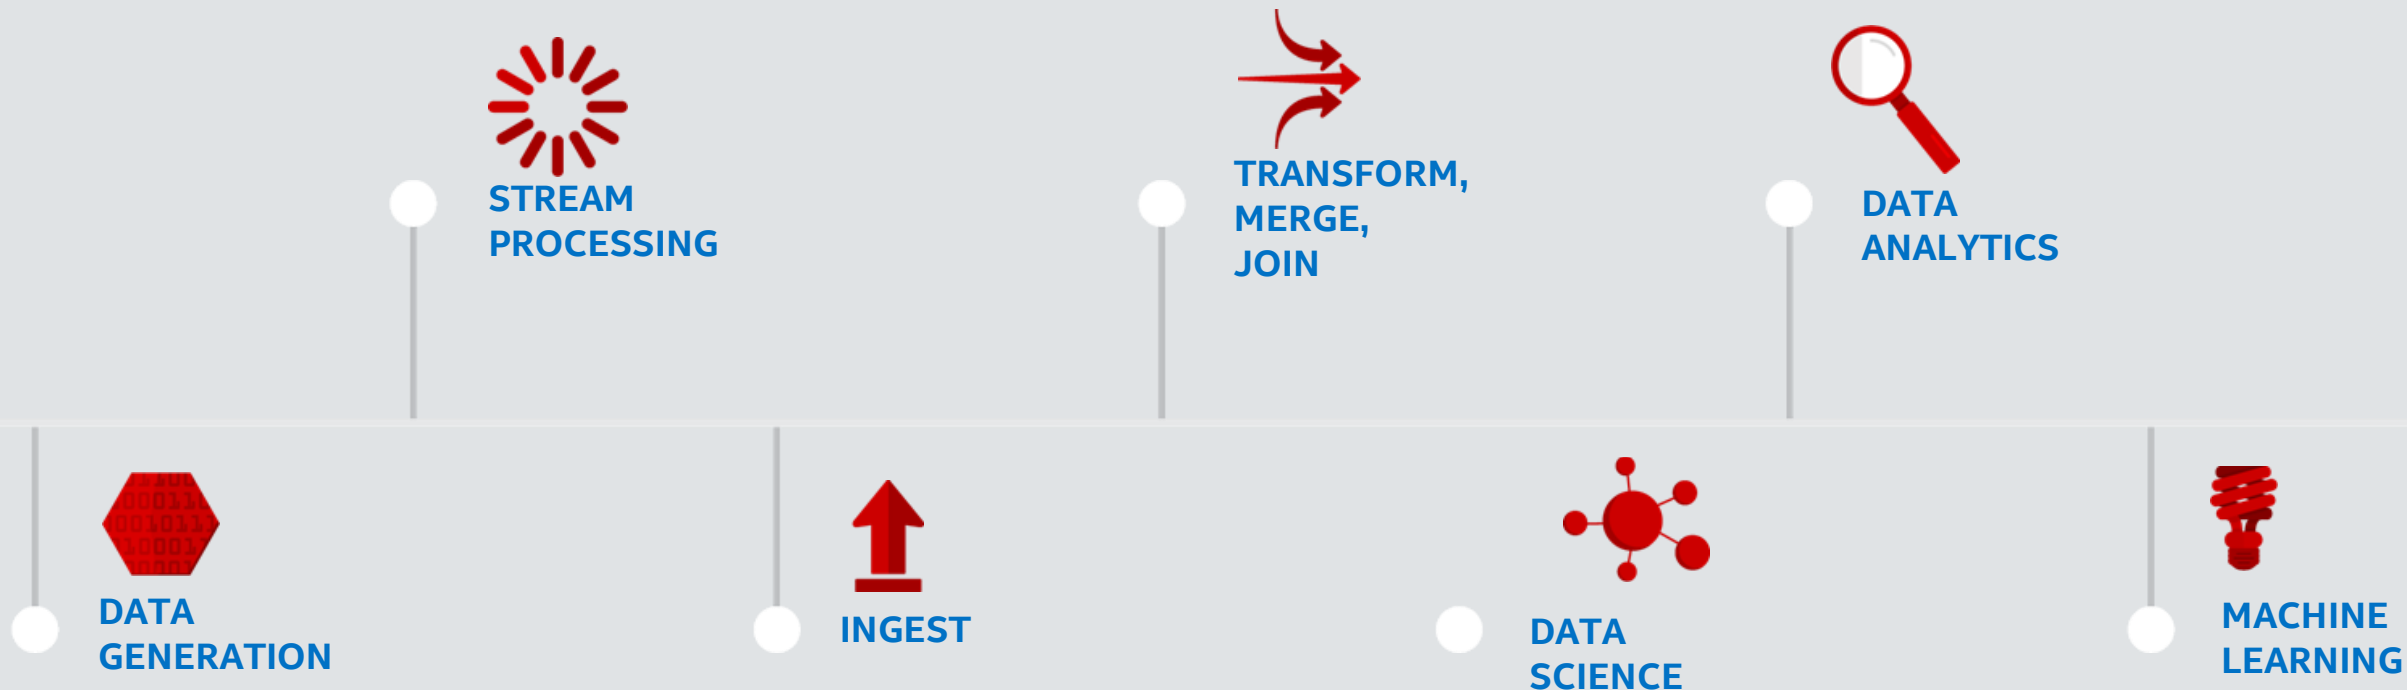 STREAM
PROCESSING
TRANSFORM,
MERGE,
JOIN
DATA
ANALYTICS
DATA
GENERATION
INGEST
DATA
SCIENCE
MACHINE
LEARNING